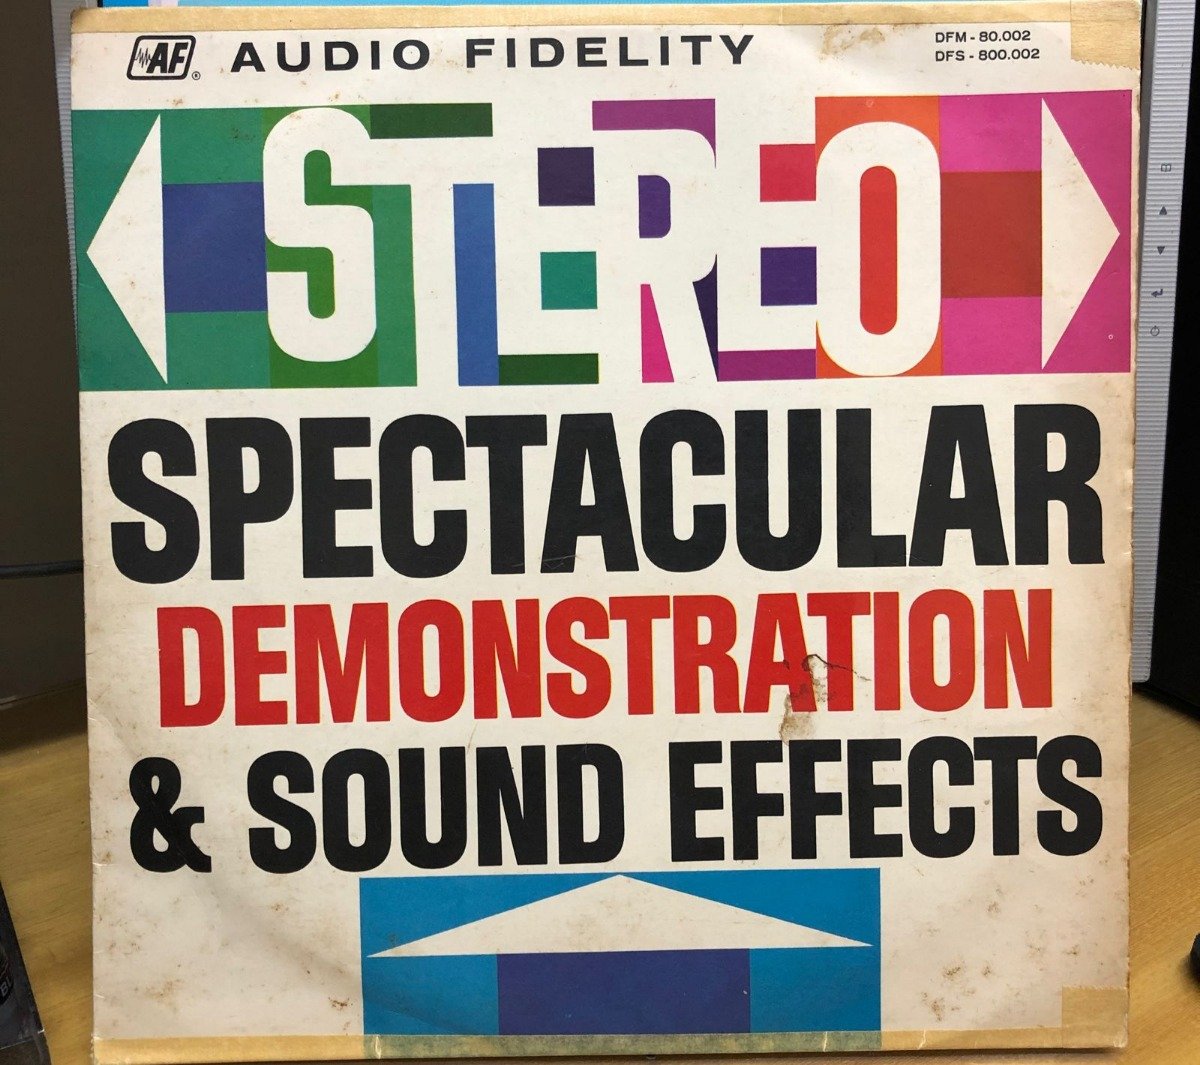 AF® AUDIO FIDELITY
DFM - 80.002
DFS - 800.002
STEREO
SPECTACULAR
DEMONSTRATION
& SOUND EFFECTS